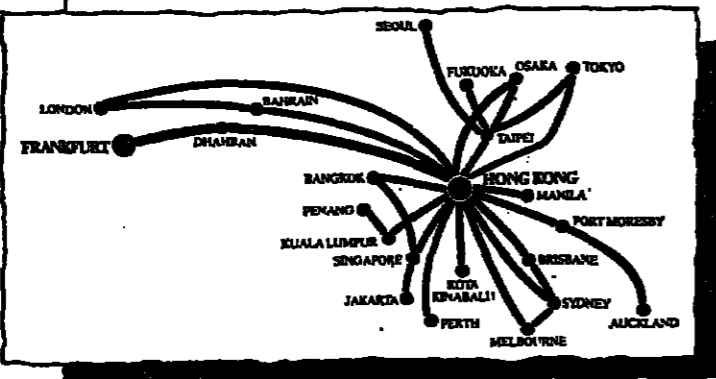 SEOUL
FUKUOKA
OSAKA
TOKYO
LONDON
BAHRAIN
TAIPEI
FRANKFURT
DHAHRAN
BANGKOK
HONG KONG
MANILA
PENANG
PORT MORESBY
KUALA LUMPUR
SINGAPORE
BRISBANE
KOTA
KINABALU
JAKARTA
SYDNEY
PERTH
AUCKLAND
MELBOURNE